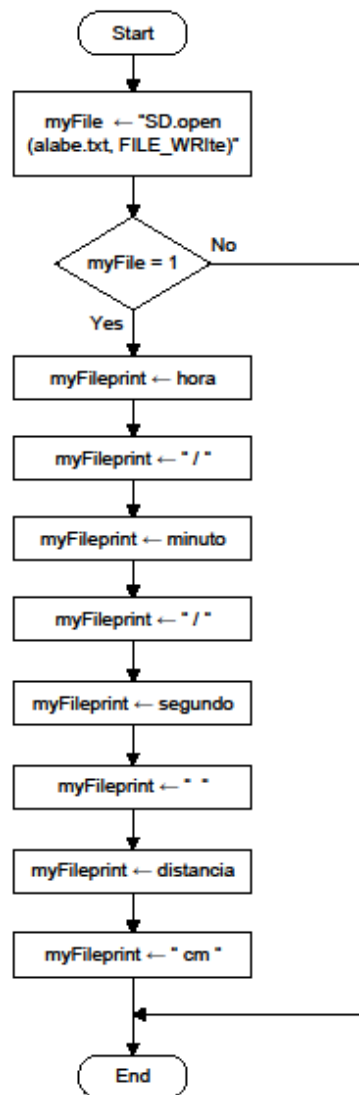 Start
myFile ← "SD.open
(alabe.txt, FILE_WRIte)"
myFile = 1
No
Yes
myFileprint ← hora
myFileprint ← " / "
myFileprint ← minuto
myFileprint ← " / "
myFileprint ← segundo
myFileprint ← "  "
myFileprint ← distancia
myFileprint ← " cm "
End